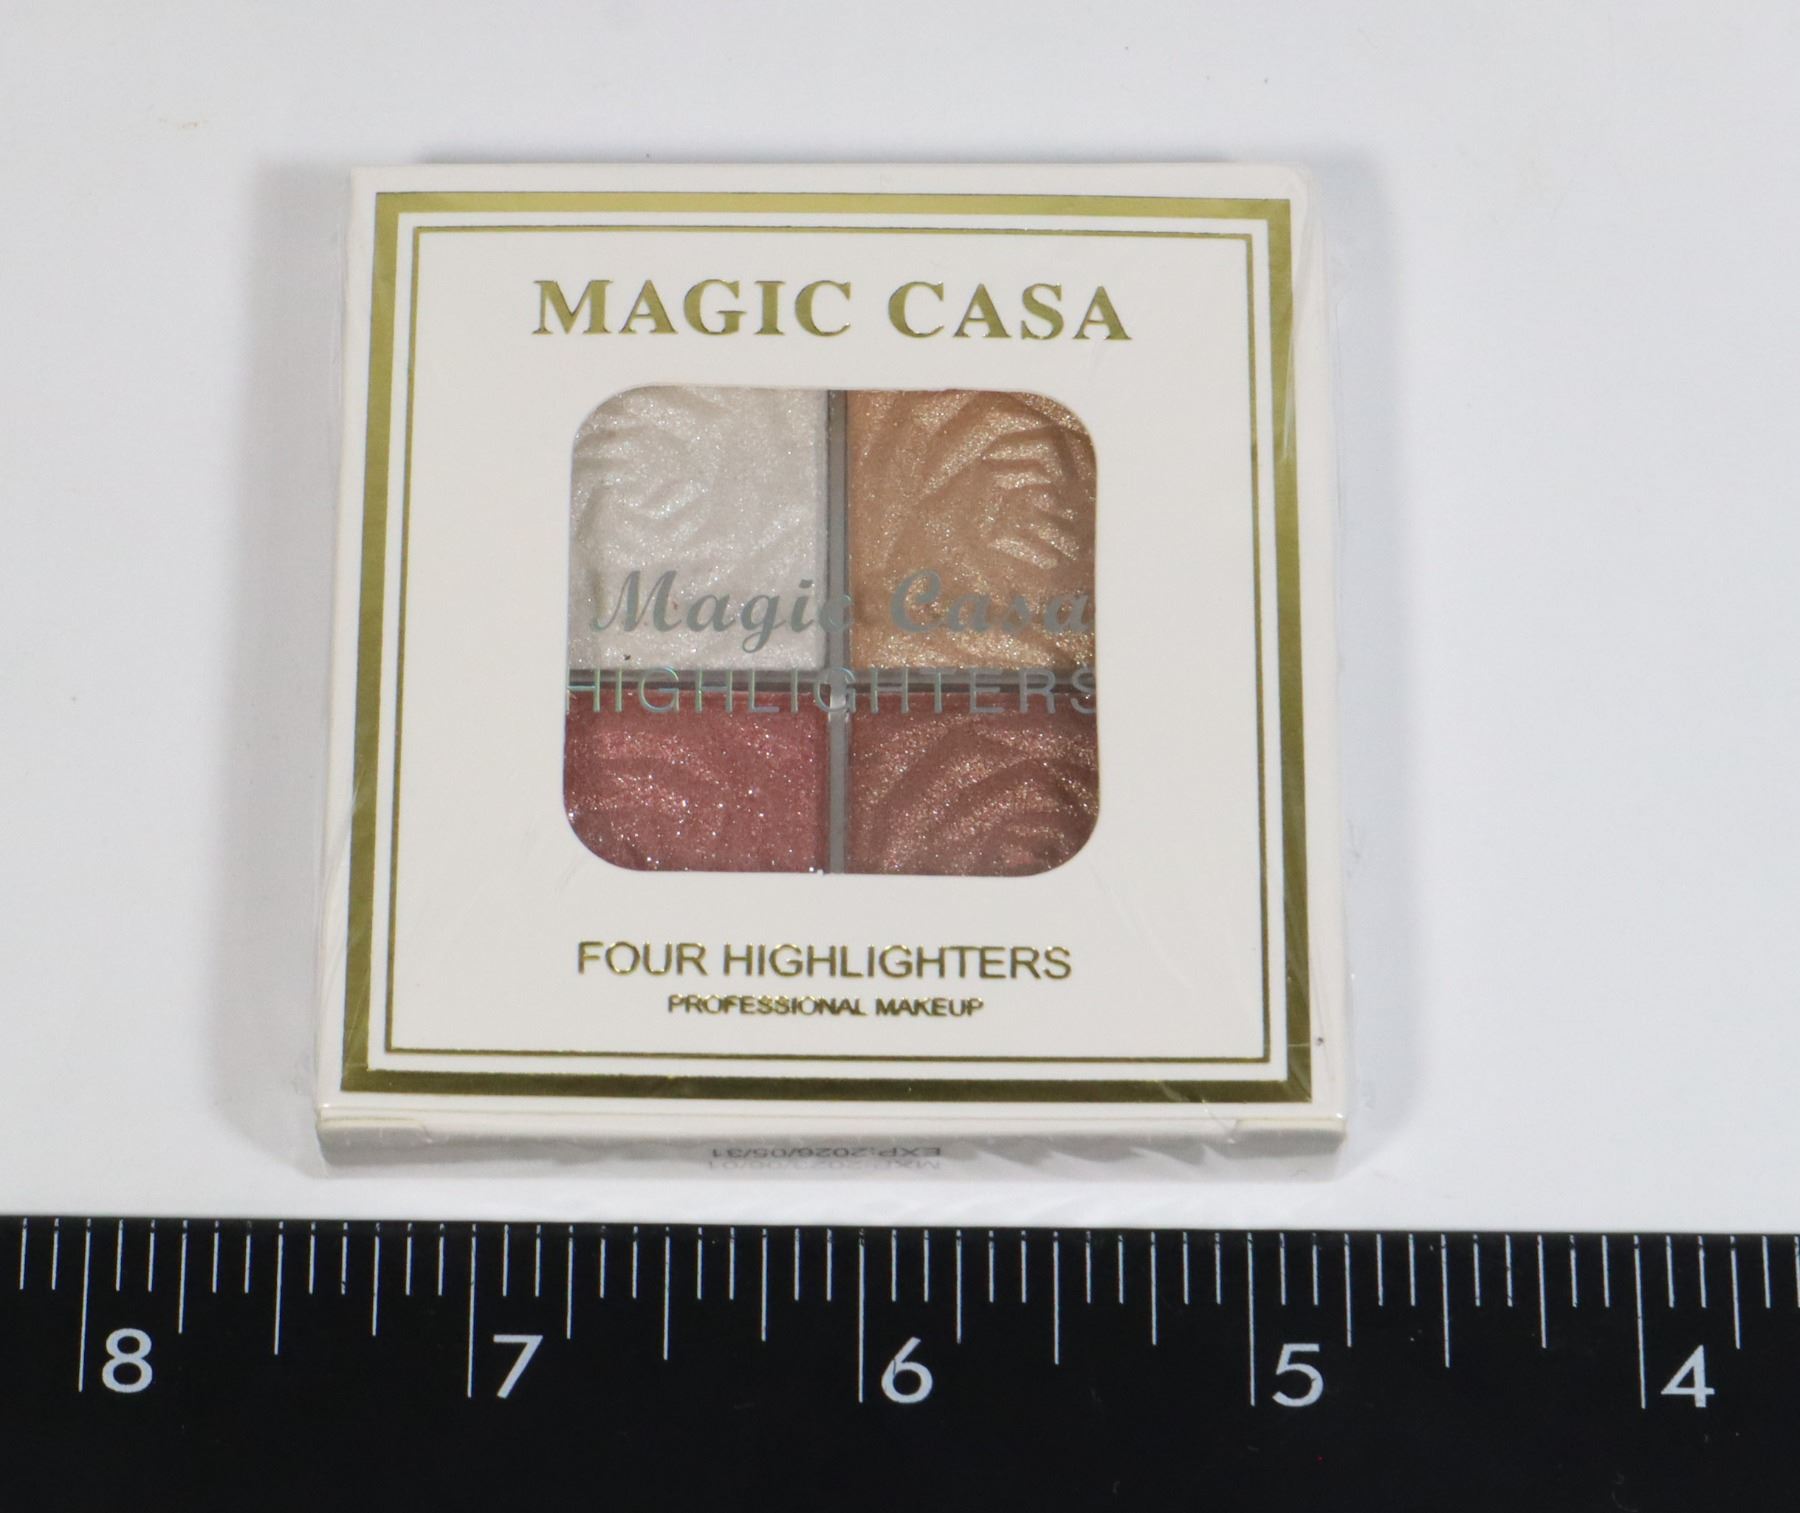 MAGIC CASA
Magic Casa
HIGHLIGHTERS
FOUR HIGHLIGHTERS
PROFESSIONAL MAKEUP
EXP:2026/05/31
8 7 6 5 4